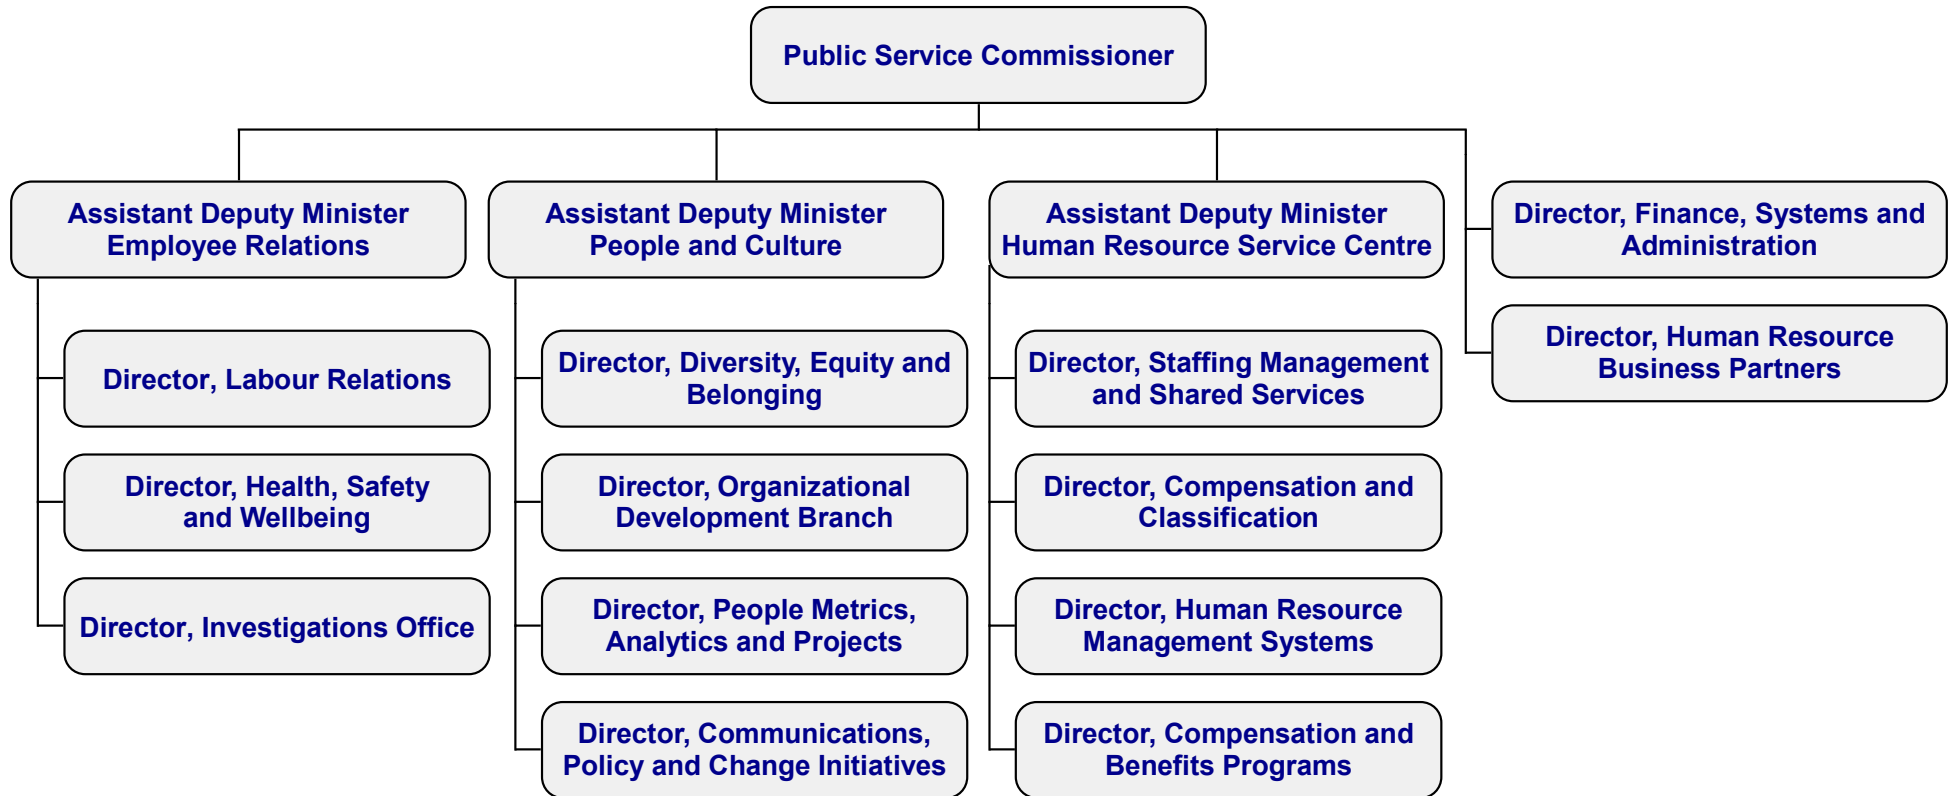 Public Service Commissioner
Assistant Deputy Minister
Employee Relations
Director, Labour Relations
Director, Health, Safety
and Wellbeing
Director, Investigations Office
Assistant Deputy Minister
People and Culture
Director, Diversity, Equity and
Belonging
Director, Organizational
Development Branch
Director, People Metrics,
Analytics and Projects
Director, Communications,
Policy and Change Initiatives
Assistant Deputy Minister
Human Resource Service Centre
Director, Staffing Management
and Shared Services
Director, Compensation and
Classification
Director, Human Resource
Management Systems
Director, Compensation and
Benefits Programs
Director, Finance, Systems and
Administration
Director, Human Resource
Business Partners